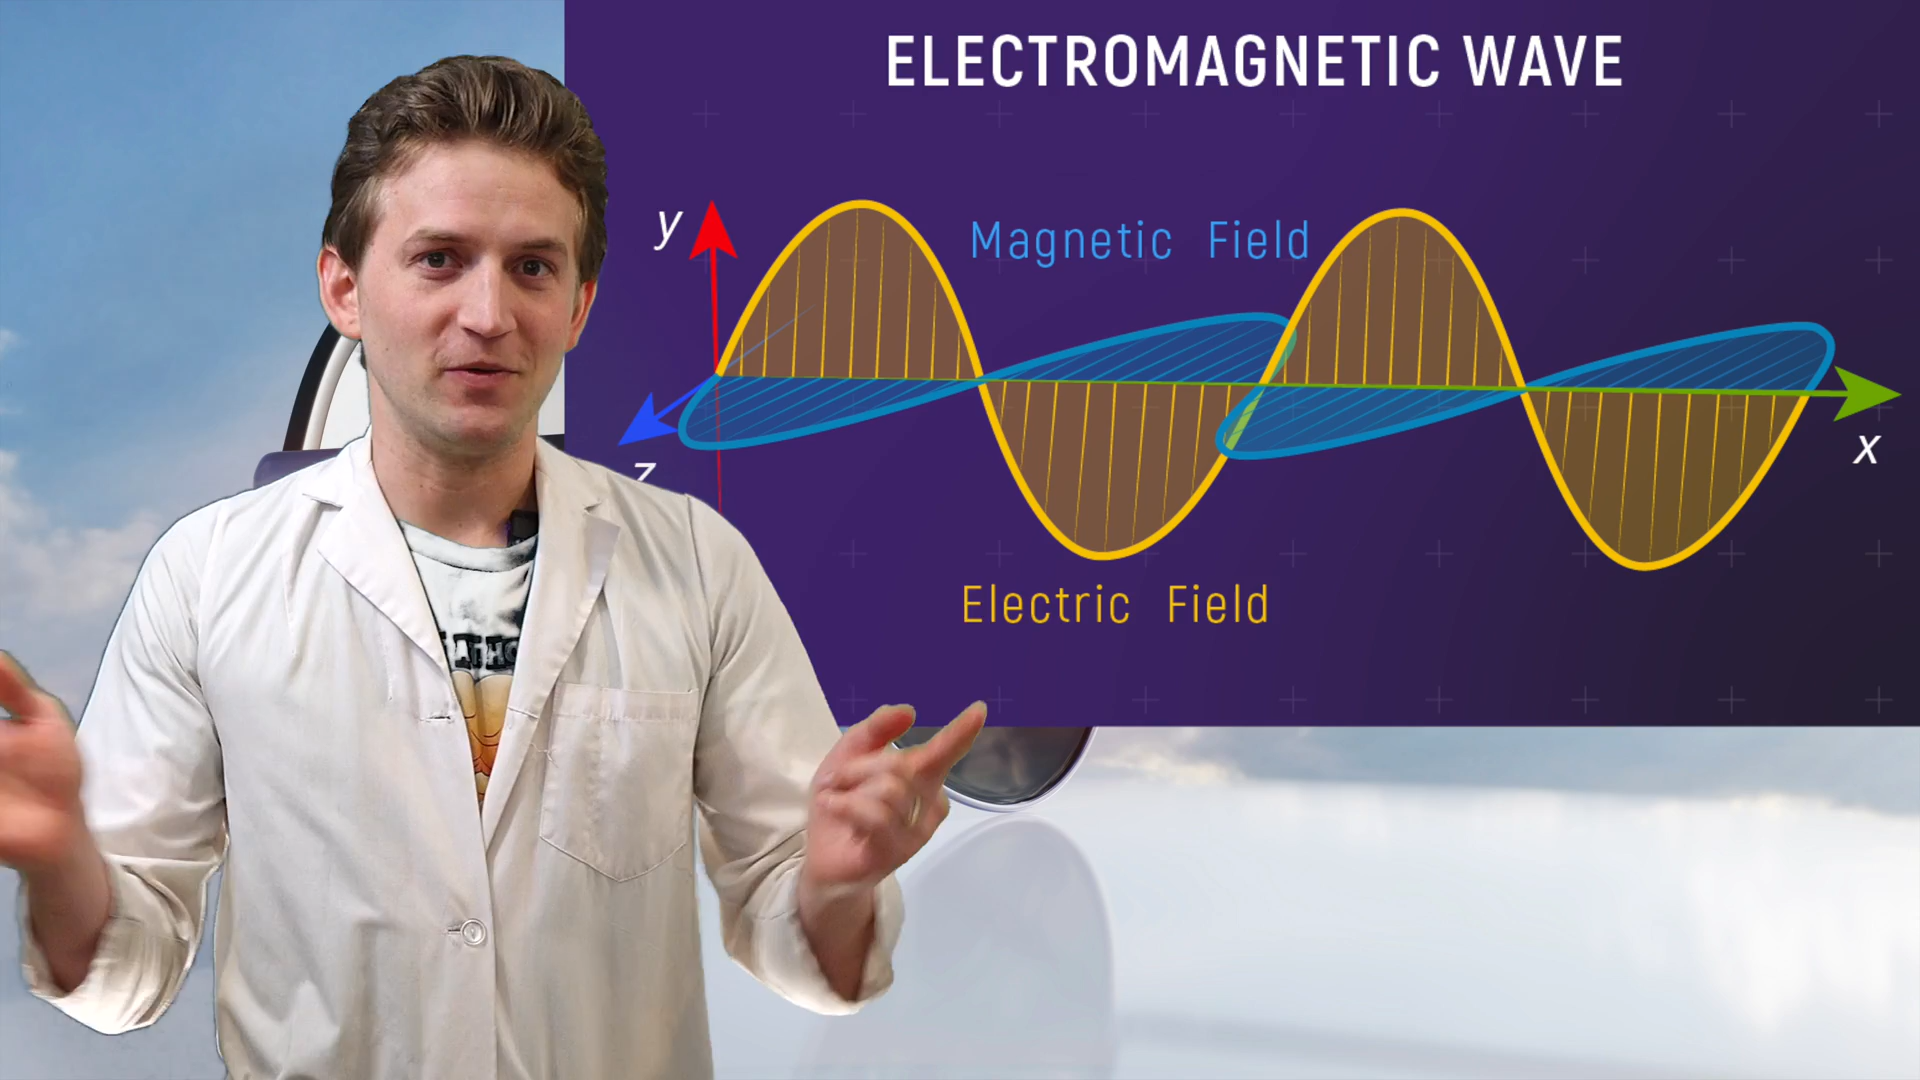 ELECTROMAGNETIC WAVE
y
Magnetic Field
x
z
Electric Field